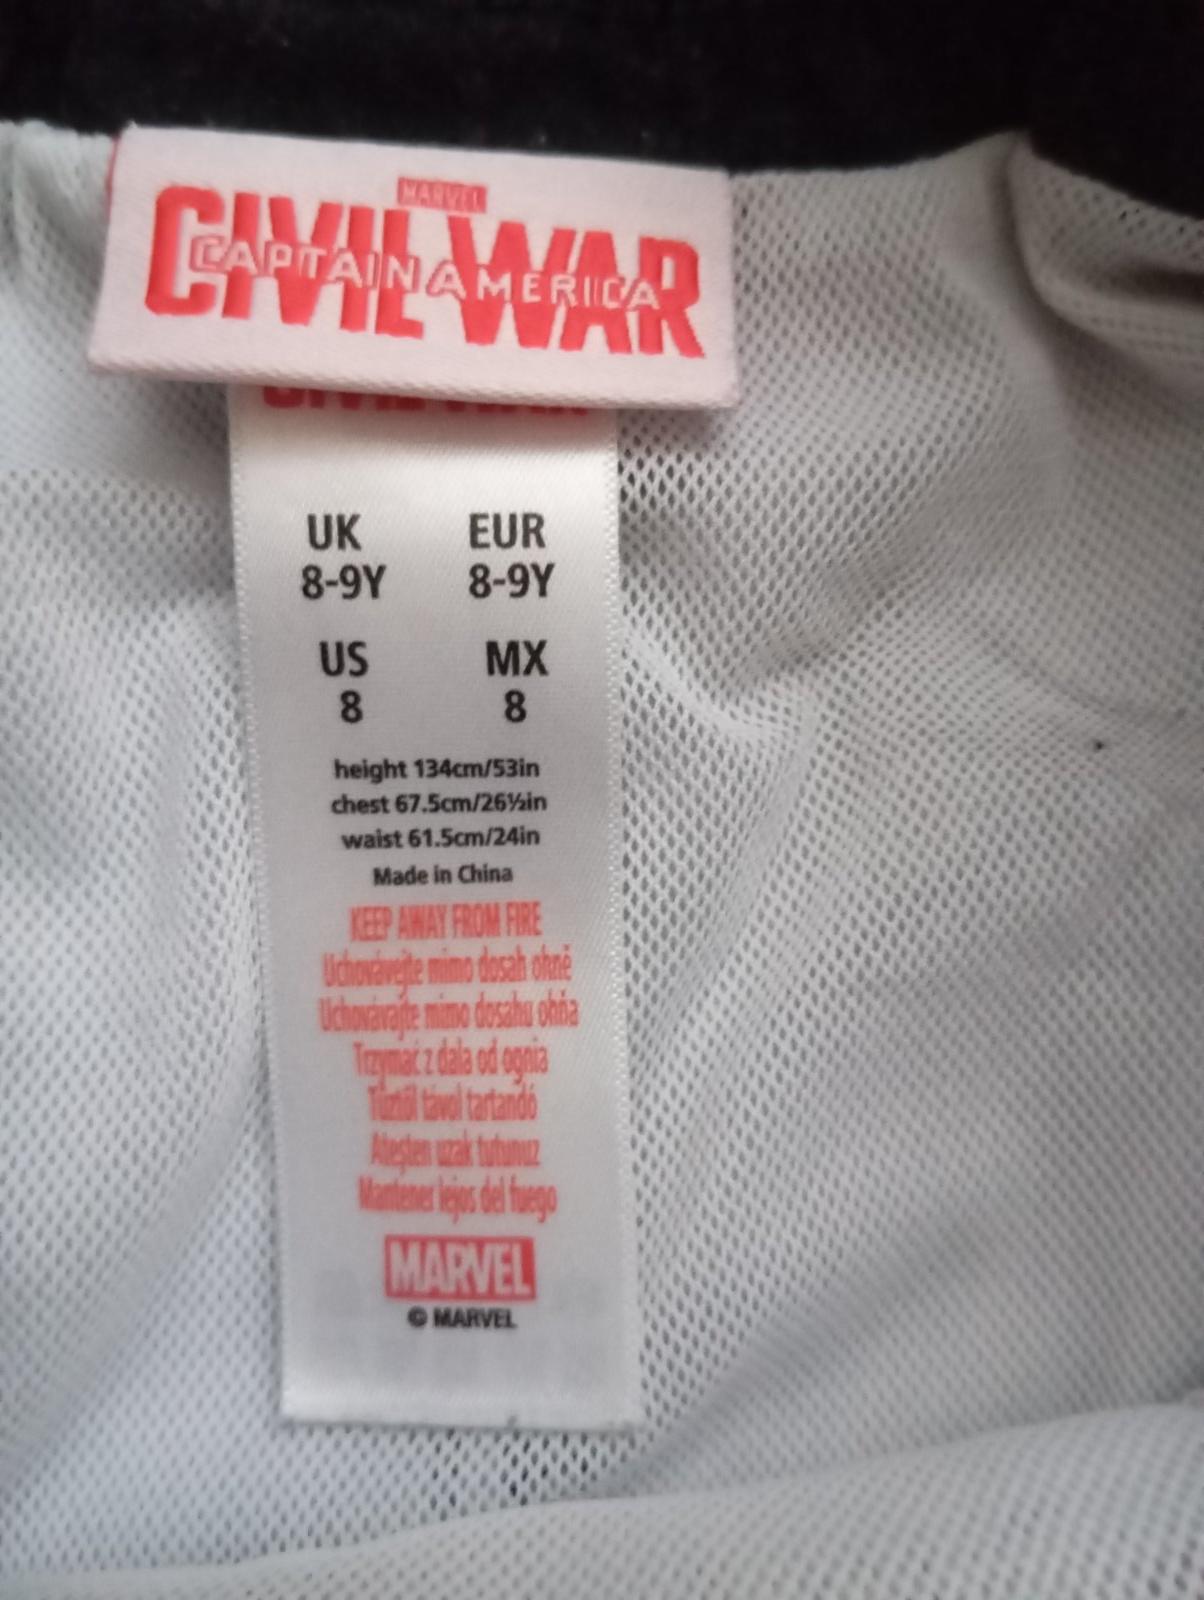 MARVEL
CIVIL WAR
CAPTAIN AMERICA
CIVIL WAR
UK EUR
8-9Y 8-9Y
US MX
8 8
height 134cm/53in
chest 67.5cm/26½in
waist 61.5cm/24in
Made in China
KEEP AWAY FROM FIRE
Uchovávejte mimo dosah ohně
Uchovávajte mimo dosahu ohňa
Trzymać z dala od ognia
Tűztől távol tartandó
Ateşten uzak tutunuz
Mantener lejos del fuego
MARVEL
© MARVEL